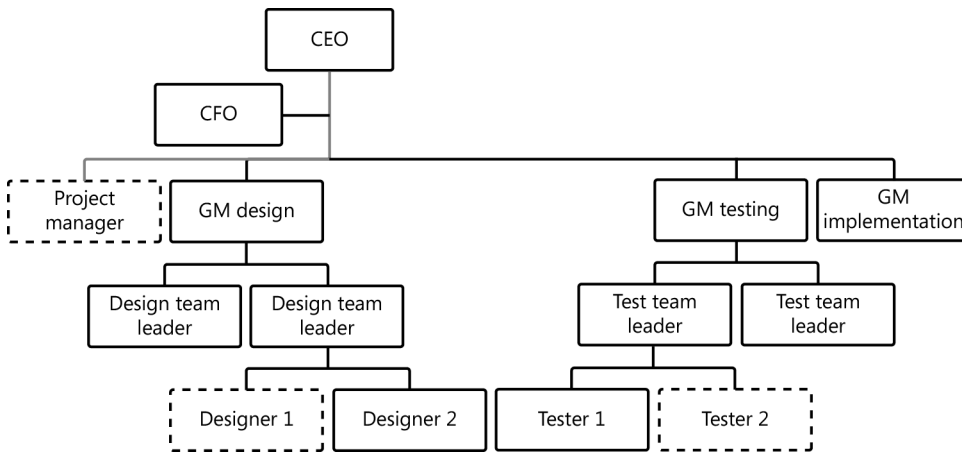 CEO
CFO
Project
manager
GM design
GM testing
GM
implementation
Design team
leader
Design team
leader
Test team
leader
Test team
leader
Designer 1
Designer 2
Tester 1
Tester 2